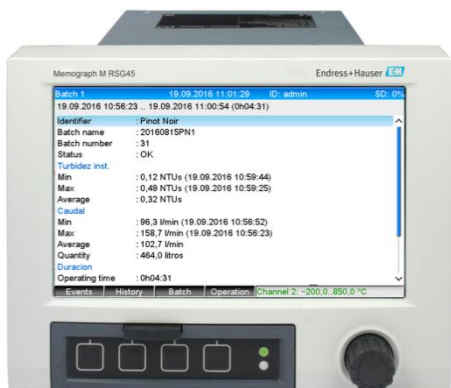 Memograph M RSG45
Endress+Hauser EH
Batch 1 19.09.2016 11:01:29 ID: admin SD: 0%
19.09.2016 10:56:23 .. 19.09.2016 11:00:54 (0h04:31)
Identifier : Pinot Noir
Batch name : 20160815PN1
Batch number : 31
Status : OK
Turbidez inst.
Min : 0,12 NTUs (19.09.2016 10:59:44)
Max : 0,49 NTUs (19.09.2016 10:59:25)
Average : 0,32 NTUs
Caudal
Min : 96,3 l/min (19.09.2016 10:56:52)
Max : 158,7 l/min (19.09.2016 10:56:23)
Average : 102,7 l/min
Quantity : 464,0 litros
Duracion
Operating time : 0h04:31
Events History Batch Operation Channel 2: -200,0..850,0 °C